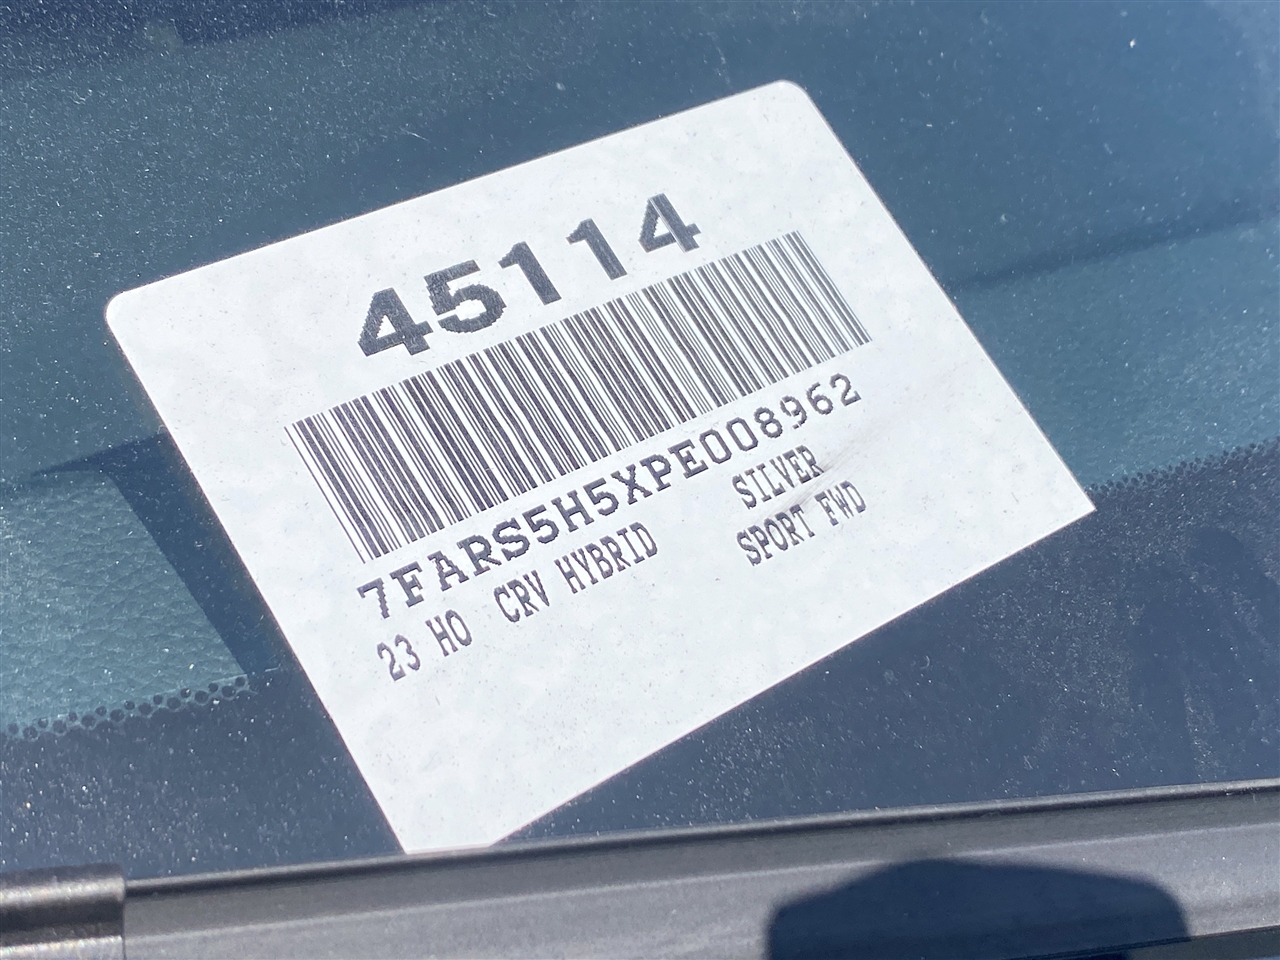 45114
7FARS5H5XPE008962
23 HO CRV HYBRID SILVER
SPORT FWD